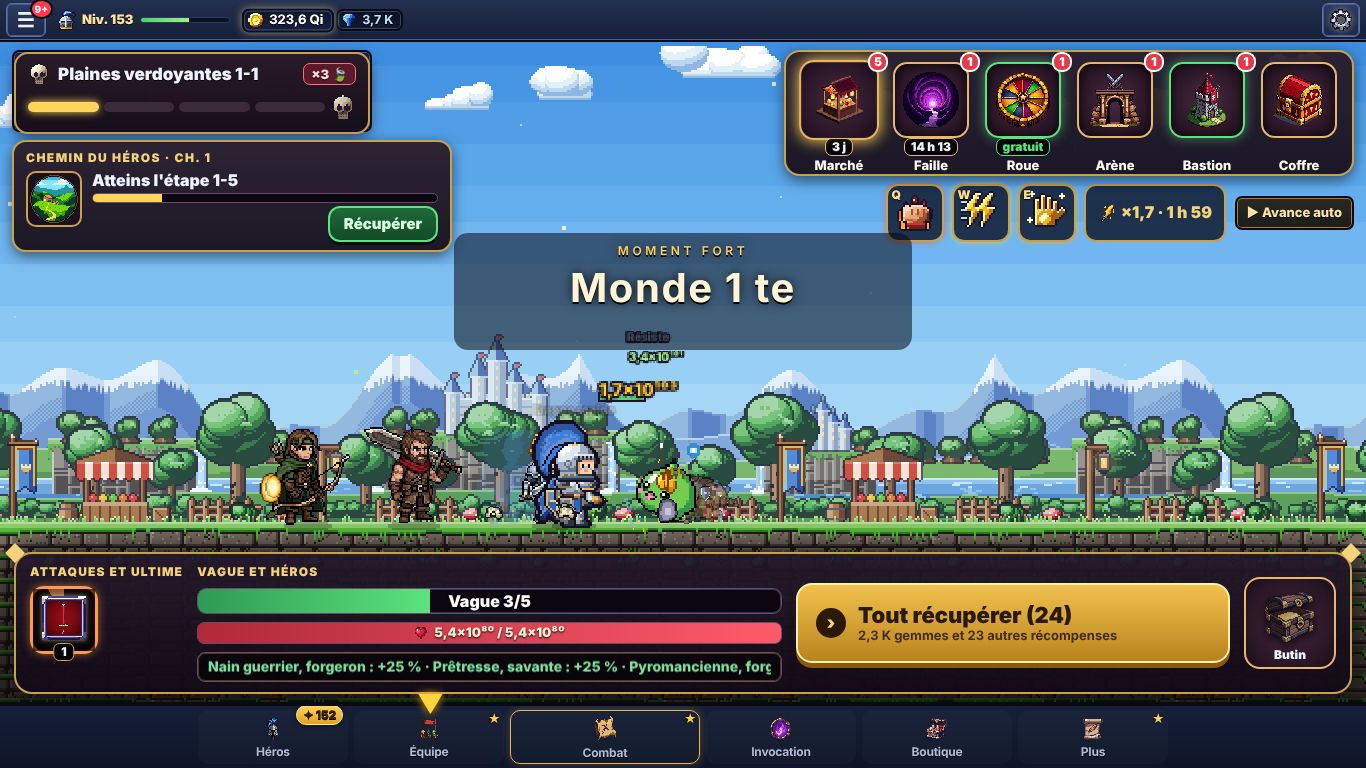 9+
Niv. 153
323,6 Qi
3,7 K
Plaines verdoyantes 1-1
×3
CHEMIN DU HÉROS · CH. 1
Atteins l'étape 1-5
Récupérer
5
1
1
1
1
3 j
14 h 13
gratuit
Marché
Faille
Roue
Arène
Bastion
Coffre
Q
W
E
×1,7 · 1 h 59
▶ Avance auto
MOMENT FORT
Monde 1 te
Résiste
ATTAQUES ET ULTIME
1
VAGUE ET HÉROS
Vague 3/5
5,4×10⁸⁰ / 5,4×10⁸⁰
Nain guerrier, forgeron : +25 % · Prêtresse, savante : +25 % · Pyromancienne, forg
Tout récupérer (24)
2,3 K gemmes et 23 autres récompenses
Butin
152
Héros
Équipe
Combat
Invocation
Boutique
Plus